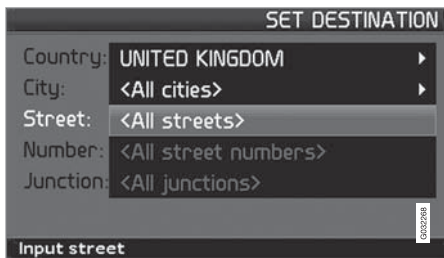 SET DESTINATION
Country: UNITED KINGDOM
City: <All cities>
Street: <All streets>
Number: <All street numbers>
Junction: <All junctions>
G032268
Input street